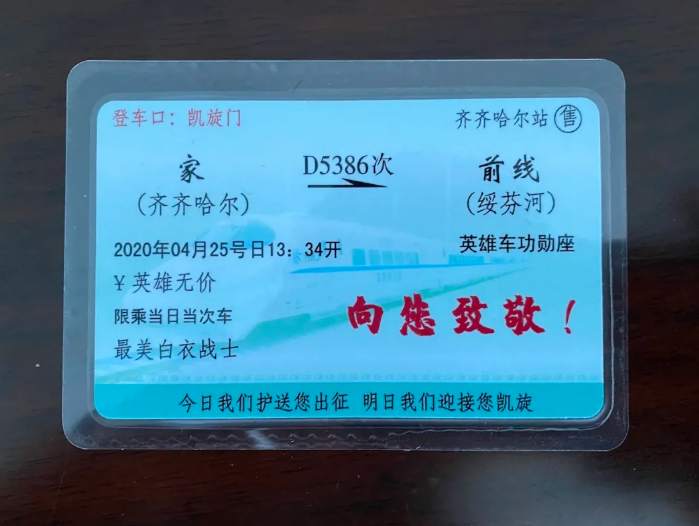 登车口：凯旋门 齐齐哈尔站 售
家 D5386次 前线
（齐齐哈尔） （绥芬河）
2020年04月25号日13：34开 英雄车功勋座
￥英雄无价
限乘当日当次车
向您致敬！
最美白衣战士
今日我们护送您出征 明日我们迎接您凯旋